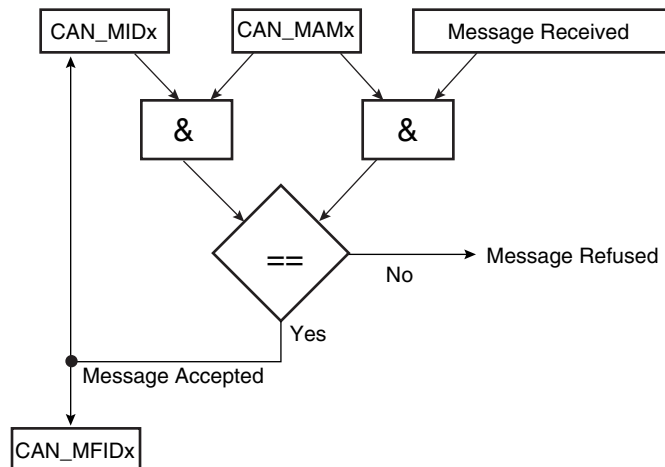 CAN_MIDx
CAN_MAMx
Message Received
&
&
==
No
Message Refused
Yes
Message Accepted
CAN_MFIDx